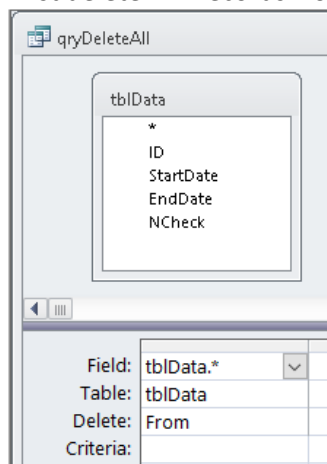 qryDeleteAll
tblData
*
ID
StartDate
EndDate
NCheck
Field: tblData.*
Table: tblData
Delete: From
Criteria: